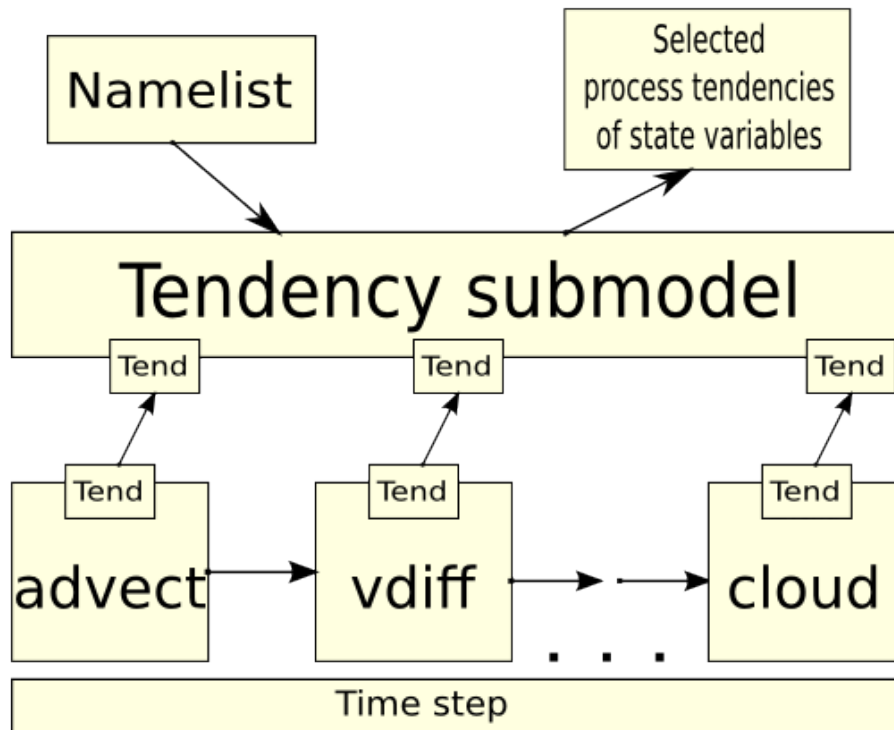 Namelist
Selected
process tendencies
of state variables
Tendency submodel
Tend
Tend
Tend
Tend
Tend
Tend
advect
vdiff
cloud
. . .
Time step